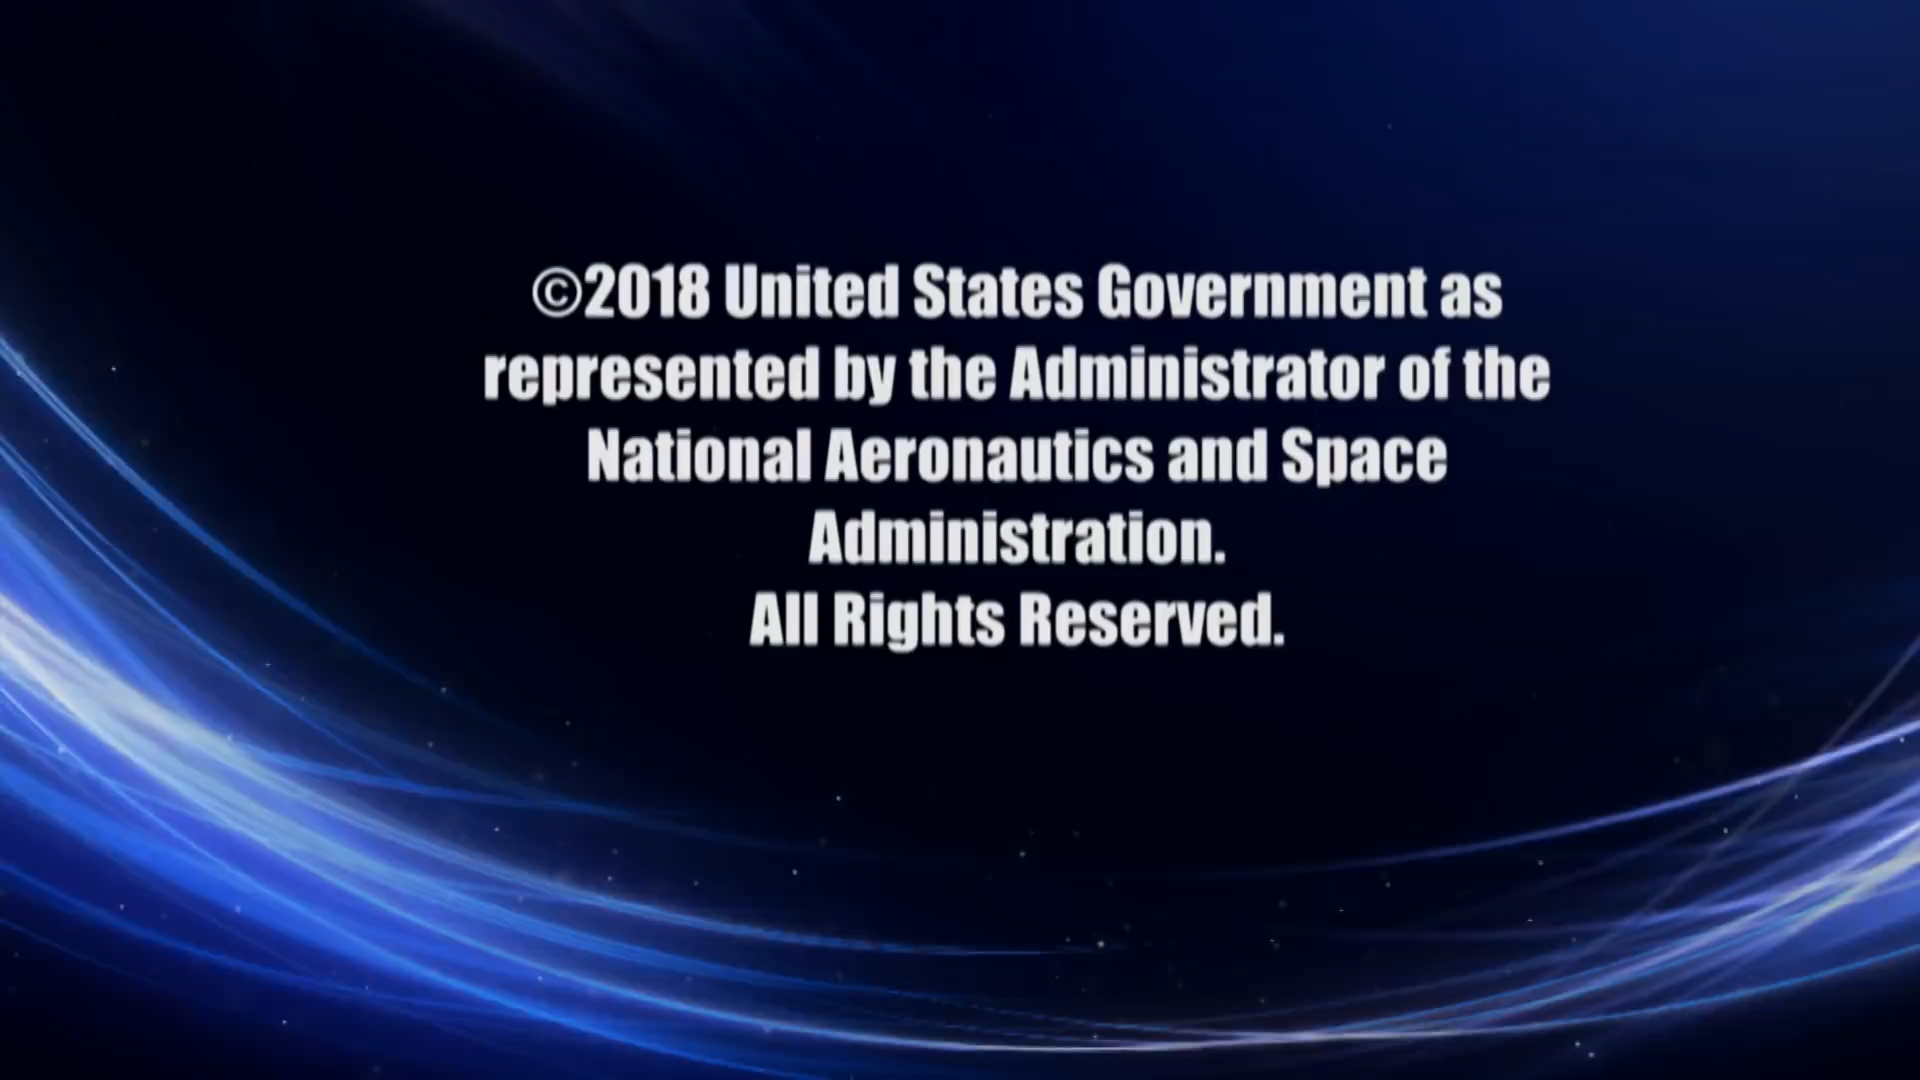 ©2018 United States Government as
represented by the Administrator of the
National Aeronautics and Space
Administration.
All Rights Reserved.